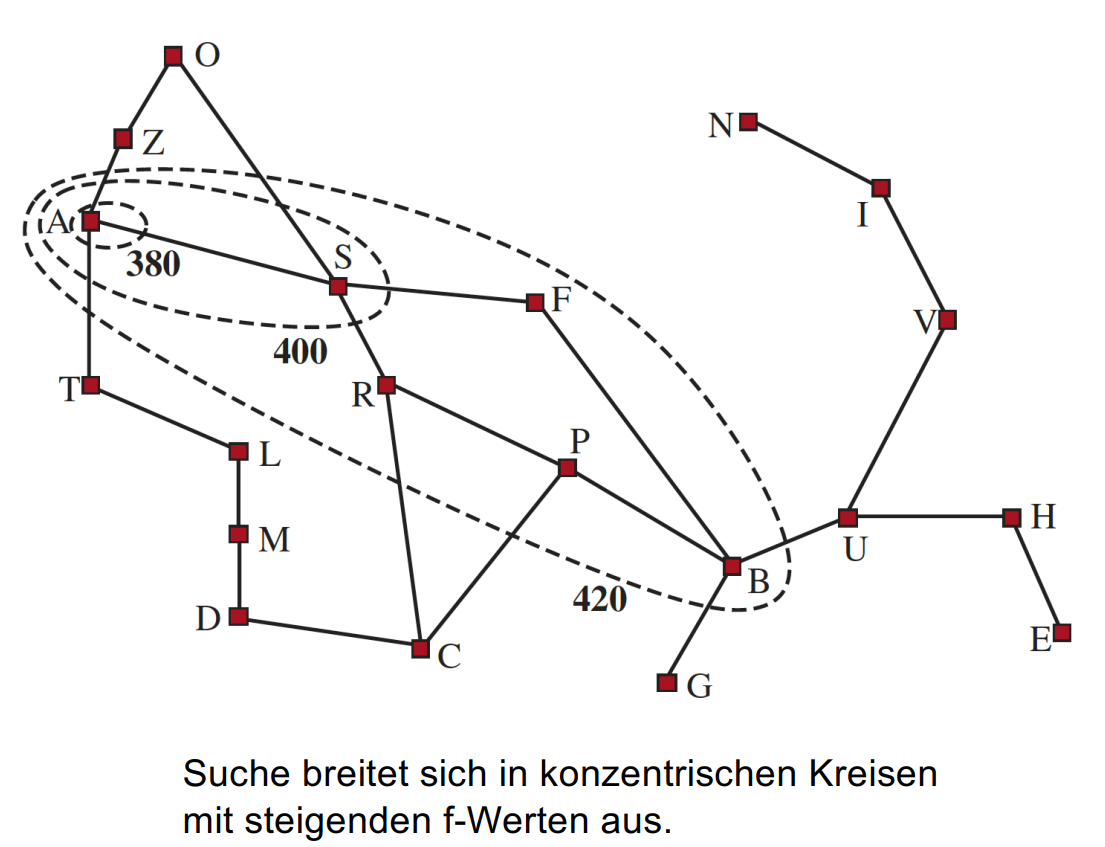 O
Z
N
A
I
380
S
F
V
400
T
R
P
L
M
H
U
B
420
D
C
E
G
Suche breitet sich in konzentrischen Kreisen
mit steigenden f-Werten aus.